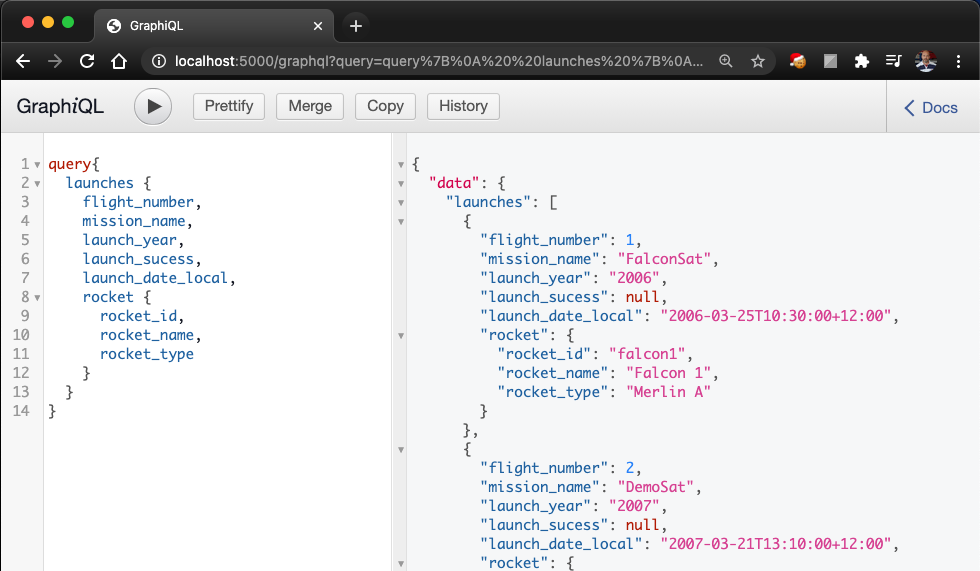 GraphiQL
localhost:5000/graphql?query=query%7B%0A%20%20launches%20%7B%0A...
GraphiQL
Prettify
Merge
Copy
History
Docs
1 query{
2 launches {
3 flight_number,
4 mission_name,
5 launch_year,
6 launch_sucess,
7 launch_date_local,
8 rocket {
9 rocket_id,
10 rocket_name,
11 rocket_type
12 }
13 }
14 }
{
"data": {
"launches": [
{
"flight_number": 1,
"mission_name": "FalconSat",
"launch_year": "2006",
"launch_sucess": null,
"launch_date_local": "2006-03-25T10:30:00+12:00",
"rocket": {
"rocket_id": "falcon1",
"rocket_name": "Falcon 1",
"rocket_type": "Merlin A"
}
},
{
"flight_number": 2,
"mission_name": "DemoSat",
"launch_year": "2007",
"launch_sucess": null,
"launch_date_local": "2007-03-21T13:10:00+12:00",
"rocket": {